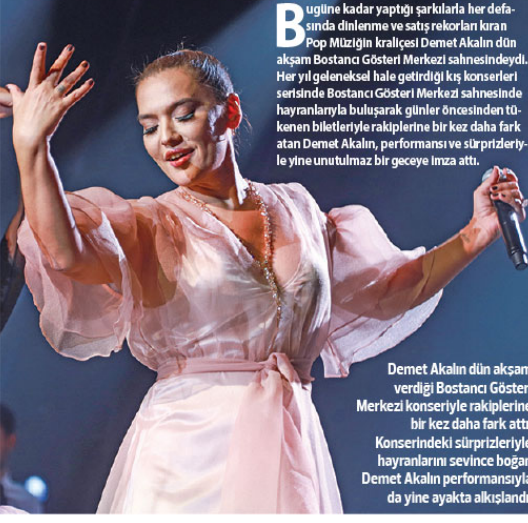 Bugüne kadar yaptığı şarkılarla her defa-
sında dinlenme ve satış rekorları kıran
Pop Müziğin kraliçesi Demet Akalın dün
akşam Bostancı Gösteri Merkezi sahnesindeydi.
Her yıl geleneksel hale getirdiği kış konserleri
serisinde Bostancı Gösteri Merkezi sahnesinde
hayranlarıyla buluşarak günler öncesinden tü-
kenen biletleriyle rakiplerine bir kez daha fark
atan Demet Akalın, performansı ve sürprizleriy-
le yine unutulmaz bir geceye imza attı.
Demet Akalın dün akşam
verdiği Bostancı Göster
Merkezi konseriyle rakiplerine
bir kez daha fark attı
Konserindeki sürprizleriyle
hayranlarını sevince boğan
Demet Akalın performansıyla
da yine ayakta alkışlandı